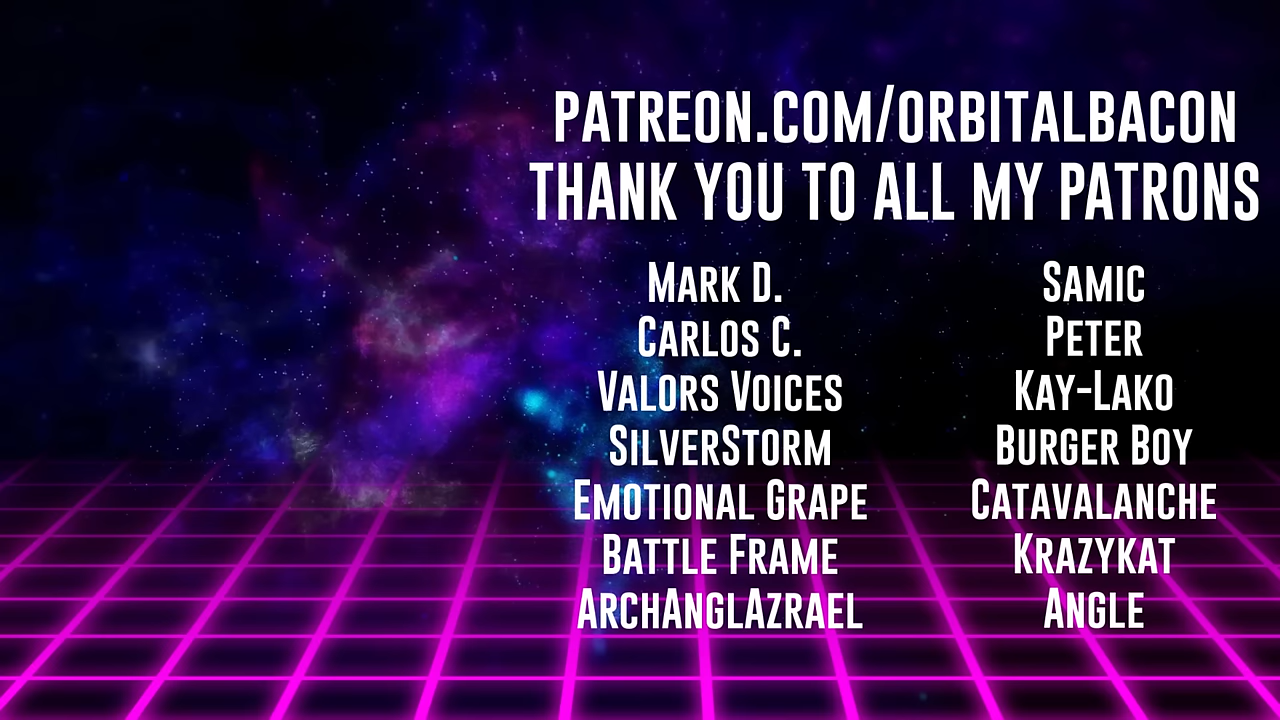 PATREON.COM/ORBITALBACON
THANK YOU TO ALL MY PATRONS
Mark D.
Carlos C.
Valors Voices
SilverStorm
Emotional Grape
Battle Frame
ArchAnglAzrael
Samic
Peter
Kay-Lako
Burger Boy
Catavalanche
Krazykat
Angle